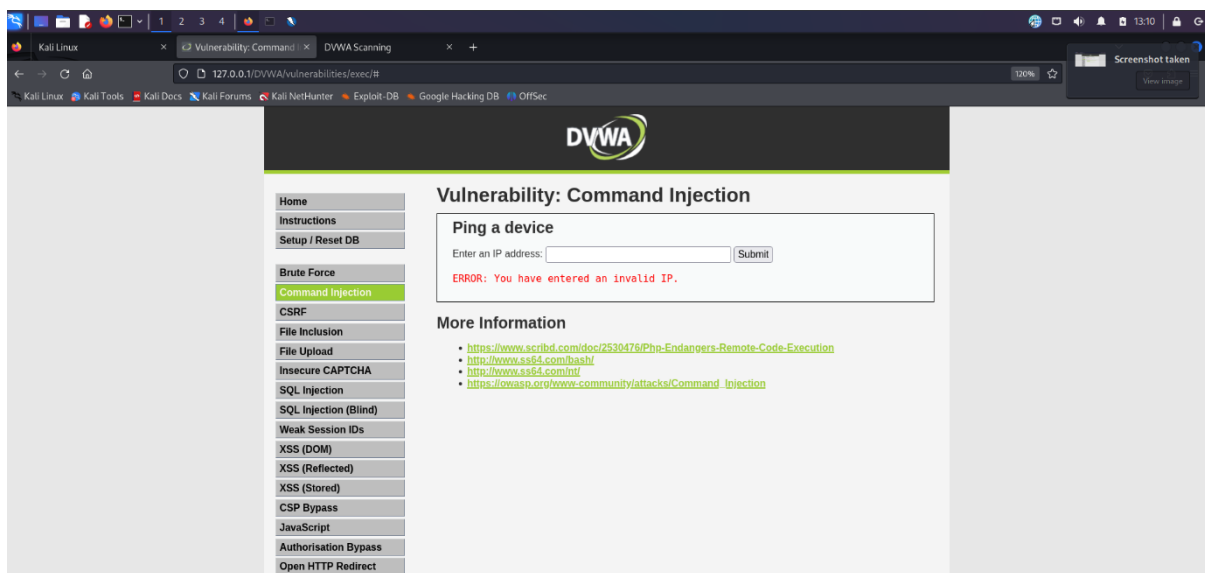 1 2 3 4
13:10
Kali Linux
Vulnerability: Command I
DVWA Scanning
Screenshot taken
View image
127.0.0.1/DVWA/vulnerabilities/exec/#
120%
Kali Linux Kali Tools Kali Docs Kali Forums Kali NetHunter Exploit-DB Google Hacking DB OffSec
DVWA
Home
Instructions
Setup / Reset DB
Brute Force
Command Injection
CSRF
File Inclusion
File Upload
Insecure CAPTCHA
SQL Injection
SQL Injection (Blind)
Weak Session IDs
XSS (DOM)
XSS (Reflected)
XSS (Stored)
CSP Bypass
JavaScript
Authorisation Bypass
Open HTTP Redirect
Vulnerability: Command Injection
Ping a device
Enter an IP address:
Submit
ERROR: You have entered an invalid IP.
More Information
https://www.scribd.com/doc/2530476/Php-Endangers-Remote-Code-Execution
http://www.ss64.com/bash/
http://www.ss64.com/nt/
https://owasp.org/www-community/attacks/Command_Injection